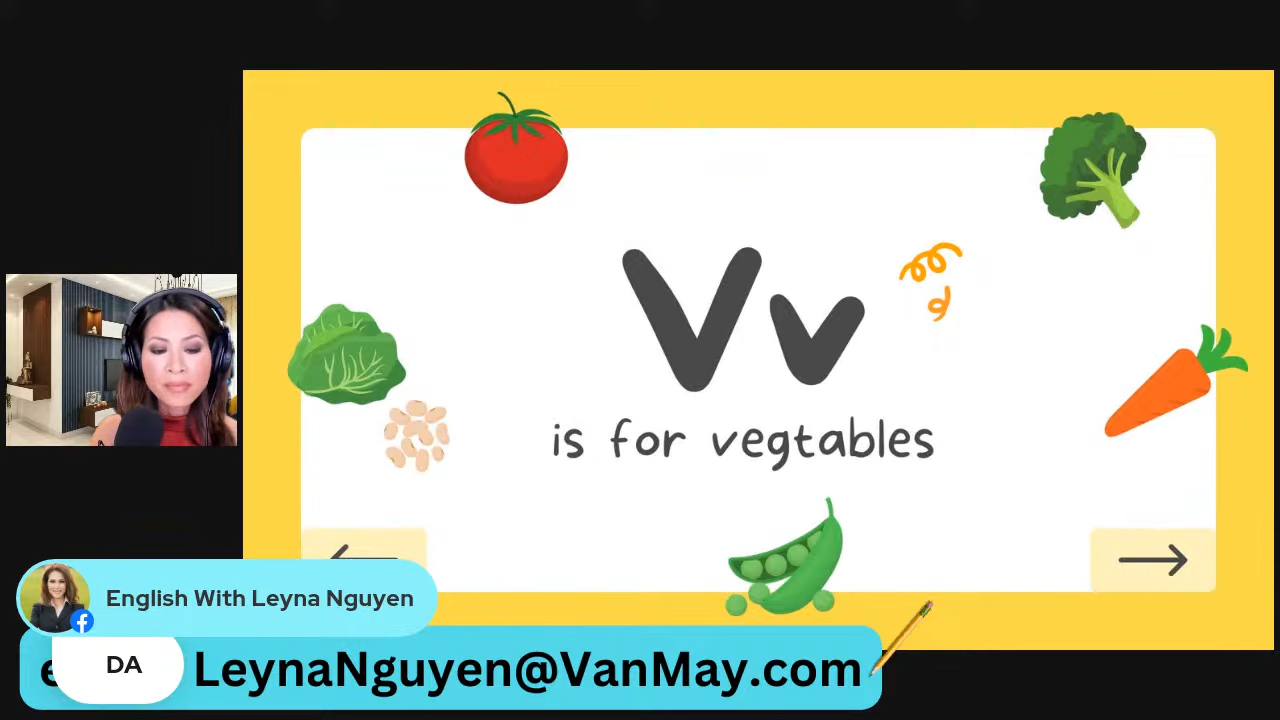 Vv
is for vegtables
English With Leyna Nguyen
DA
LeynaNguyen@VanMay.com